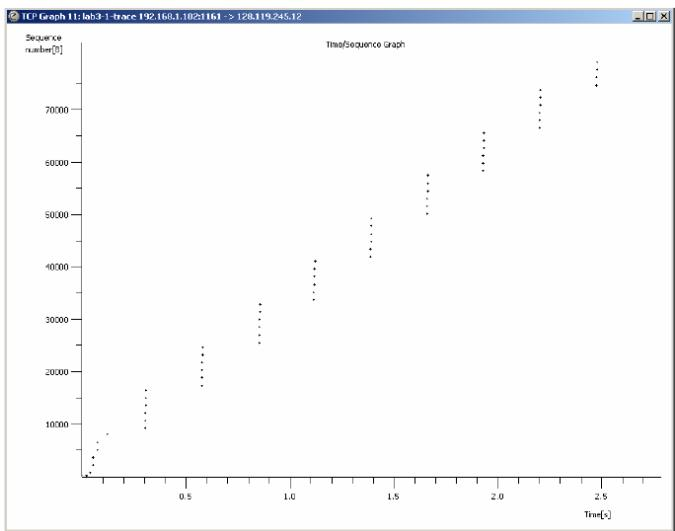 TCP Graph 11: lab3-1-trace 192.168.1.102:1161 -> 128.119.245.12
Sequence
number[B]
Time/Sequence Graph
70000
60000
50000
40000
30000
20000
10000
0.5
1.0
1.5
2.0
2.5
Time[s]